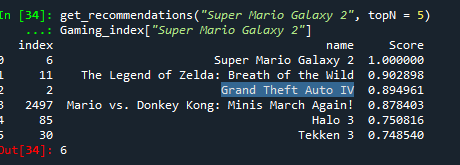 In [34]: get_recommendations("Super Mario Galaxy 2", topN = 5)
...: Gaming_index["Super Mario Galaxy 2"]
index name Score
0 6 Super Mario Galaxy 2 1.000000
1 11 The Legend of Zelda: Breath of the Wild 0.902898
2 2 Grand Theft Auto IV 0.894961
3 2497 Mario vs. Donkey Kong: Minis March Again! 0.878403
4 85 Halo 3 0.750816
5 30 Tekken 3 0.748540
Out[34]: 6